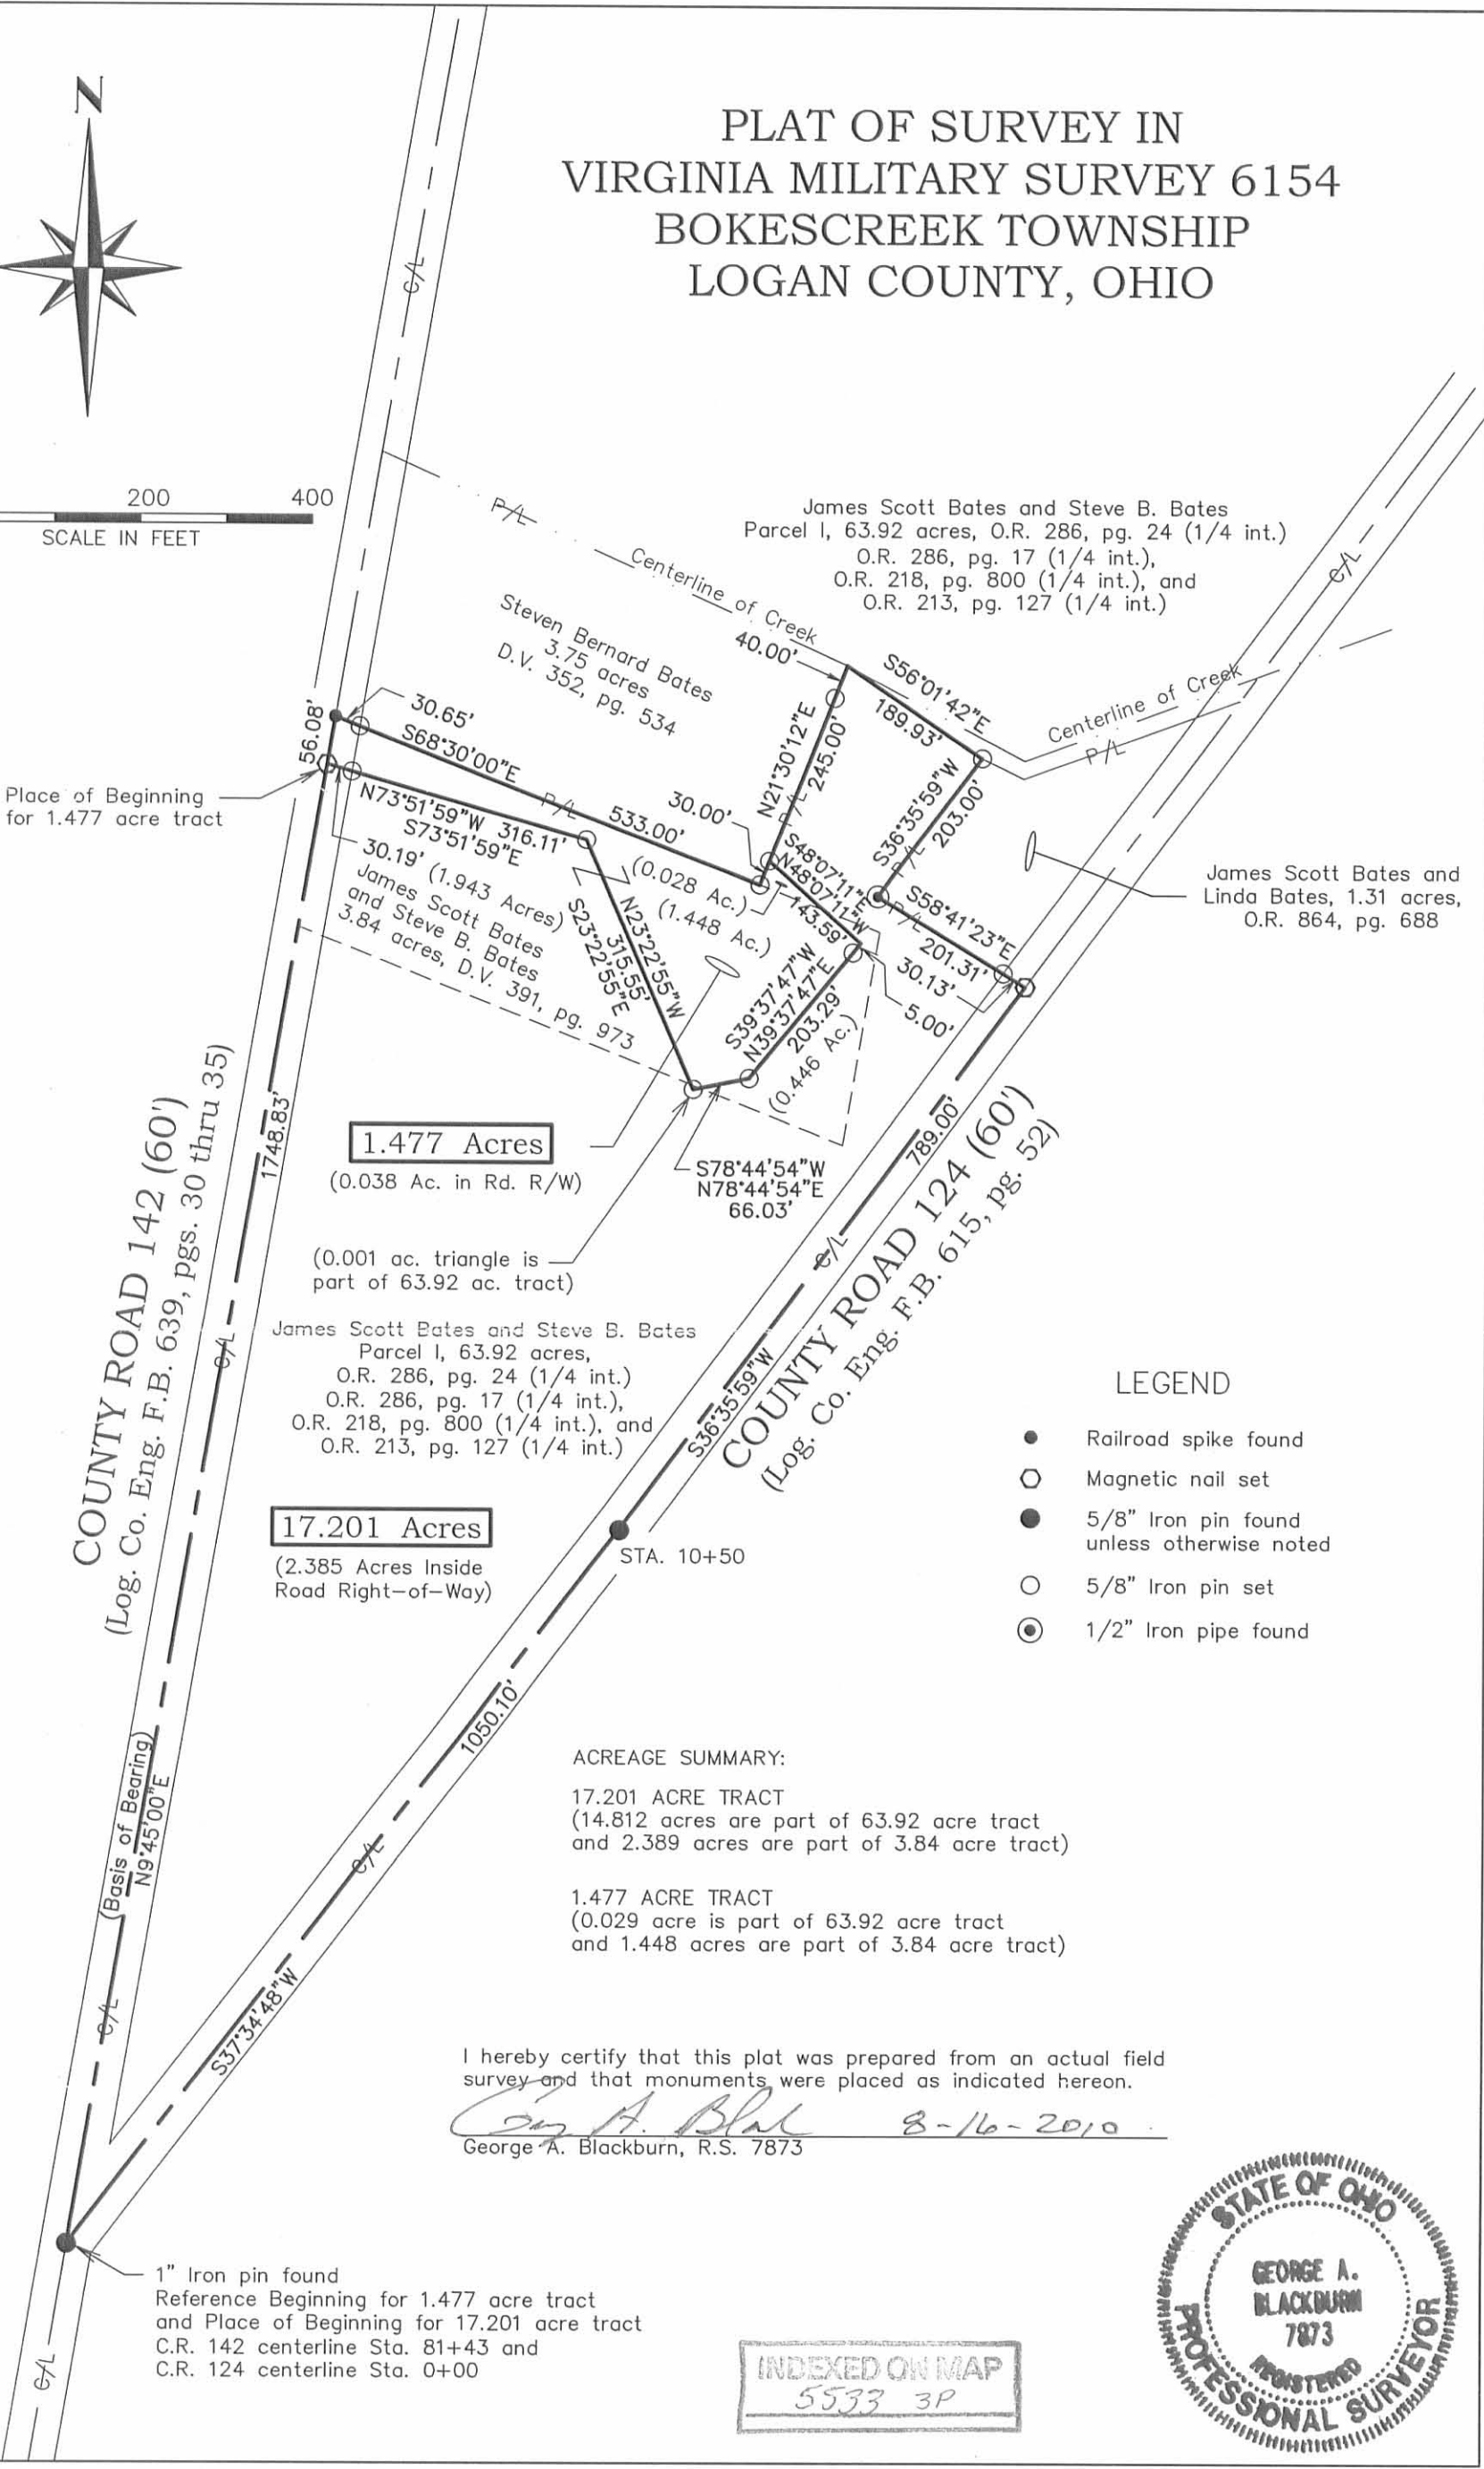 N
PLAT OF SURVEY IN
VIRGINIA MILITARY SURVEY 6154
BOKESCREEK TOWNSHIP
LOGAN COUNTY, OHIO
C/L
200 400
SCALE IN FEET
P/L
Centerline of Creek
James Scott Bates and Steve B. Bates
Parcel I, 63.92 acres, O.R. 286, pg. 24 (1/4 int.)
O.R. 286, pg. 17 (1/4 int.),
O.R. 218, pg. 800 (1/4 int.), and
O.R. 213, pg. 127 (1/4 int.)
C/L
Steven Bernard Bates
3.75 acres
D.V. 352, pg. 534
40.00'
S56°01'42"E
189.93'
Centerline of Creek
P/L
30.65'
56.08'
S68°30'00"E
P/L
533.00'
N21°30'12"E
P/L 245.00'
30.00'
S36°35'59"W
P/L 203.00'
Place of Beginning
for 1.477 acre tract
N73°51'59"W 316.11'
S73°51'59"E
30.19' (1.943 Acres)
James Scott Bates
and Steve B. Bates
3.84 acres, D.V. 391, pg. 973
(0.028 Ac.)
(1.448 Ac.)
S48°07'11"E
N48°07'11"W
143.59'
S58°41'23"E
P/L 201.31'
30.13'
5.00'
James Scott Bates and
Linda Bates, 1.31 acres,
O.R. 864, pg. 688
N23°22'55"W
315.55'
S23°22'55"E
S39°37'47"W
N39°37'47"E
203.29'
(0.446 Ac.)
1.477 Acres
(0.038 Ac. in Rd. R/W)
S78°44'54"W
N78°44'54"E
66.03'
(0.001 ac. triangle is
part of 63.92 ac. tract)
James Scott Bates and Steve B. Bates
Parcel I, 63.92 acres,
O.R. 286, pg. 24 (1/4 int.)
O.R. 286, pg. 17 (1/4 int.),
O.R. 218, pg. 800 (1/4 int.), and
O.R. 213, pg. 127 (1/4 int.)
17.201 Acres
(2.385 Acres Inside
Road Right-of-Way)
COUNTY ROAD 142 (60')
(Log. Co. Eng. F.B. 639, pgs. 30 thru 35)
1748.83'
C/L
(Basis of Bearing)
N9°45'00"E
C/L
789.00'
C/L
COUNTY ROAD 124 (60')
(Log. Co. Eng. F.B. 615, pg. 52)
S36°35'59"W
STA. 10+50
1050.10'
C/L
S37°34'48"W
LEGEND
Railroad spike found
Magnetic nail set
5/8" Iron pin found
unless otherwise noted
5/8" Iron pin set
1/2" Iron pipe found
ACREAGE SUMMARY:
17.201 ACRE TRACT
(14.812 acres are part of 63.92 acre tract
and 2.389 acres are part of 3.84 acre tract)
1.477 ACRE TRACT
(0.029 acre is part of 63.92 acre tract
and 1.448 acres are part of 3.84 acre tract)
I hereby certify that this plat was prepared from an actual field
survey and that monuments were placed as indicated hereon.
8-16-2010
George A. Blackburn, R.S. 7873
1" Iron pin found
Reference Beginning for 1.477 acre tract
and Place of Beginning for 17.201 acre tract
C.R. 142 centerline Sta. 81+43 and
C.R. 124 centerline Sta. 0+00
C/L
INDEXED ON MAP
5533 3P
STATE OF OHIO
GEORGE A.
BLACKBURN
7873
REGISTERED
PROFESSIONAL SURVEYOR